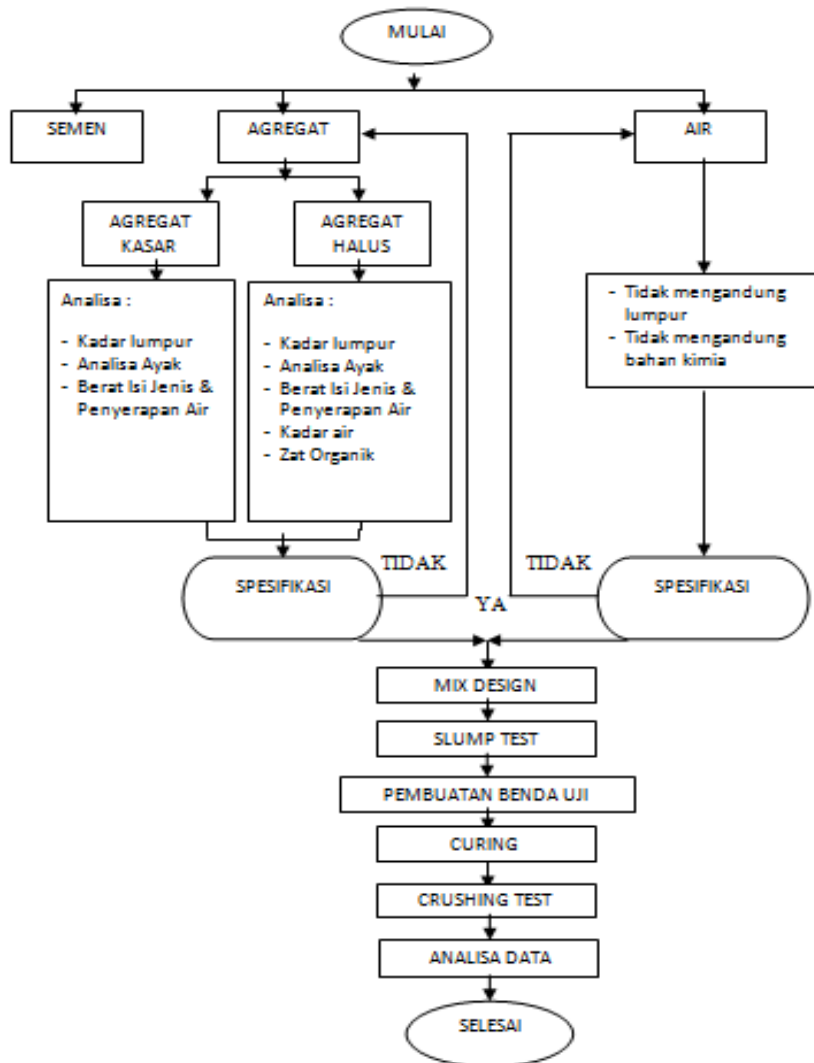 MULAI
SEMEN
AGREGAT
AIR
AGREGAT
KASAR
AGREGAT
HALUS
Analisa :
- Kadar lumpur
- Analisa Ayak
- Berat Isi Jenis &
Penyerapan Air
Analisa :
- Kadar lumpur
- Analisa Ayak
- Berat Isi Jenis &
Penyerapan Air
- Kadar air
- Zat Organik
- Tidak mengandung
lumpur
- Tidak mengandung
bahan kimia
SPESIFIKASI
TIDAK
YA
TIDAK
SPESIFIKASI
MIX DESIGN
SLUMP TEST
PEMBUATAN BENDA UJI
CURING
CRUSHING TEST
ANALISA DATA
SELESAI